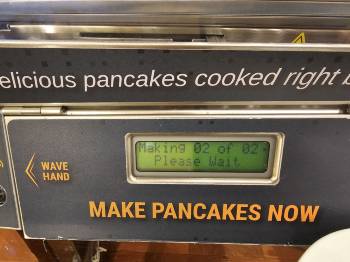 elicious pancakes cooked right
Making 02 of 02
Please Wait
WAVE
HAND
MAKE PANCAKES NOW